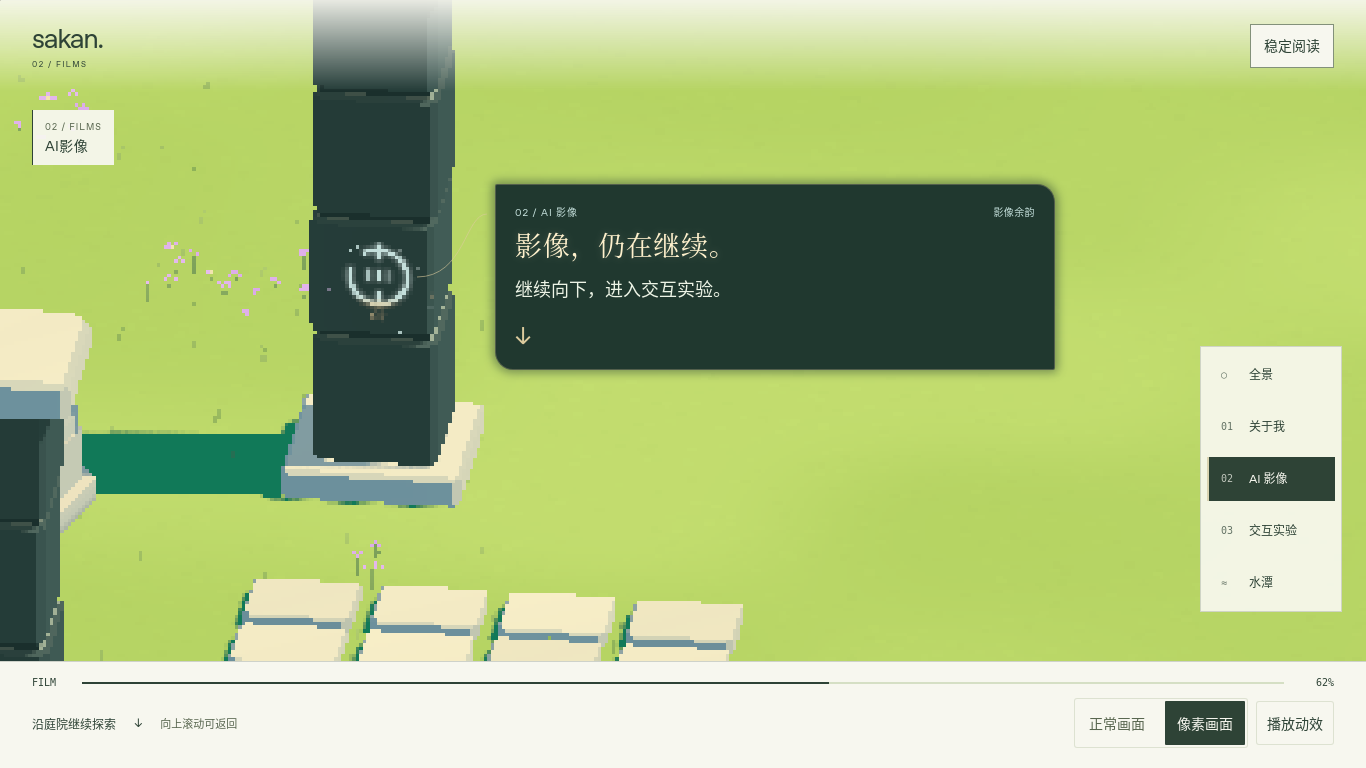 sakan.
02 / FILMS
稳定阅读
02 / FILMS
AI影像
02 / AI 影像
影像余韵
影像，仍在继续。
继续向下，进入交互实验。
↓
○ 全景
01 关于我
02 AI 影像
03 交互实验
≈ 水潭
FILM
62%
沿庭院继续探索 ↓ 向上滚动可返回
正常画面
像素画面
播放动效